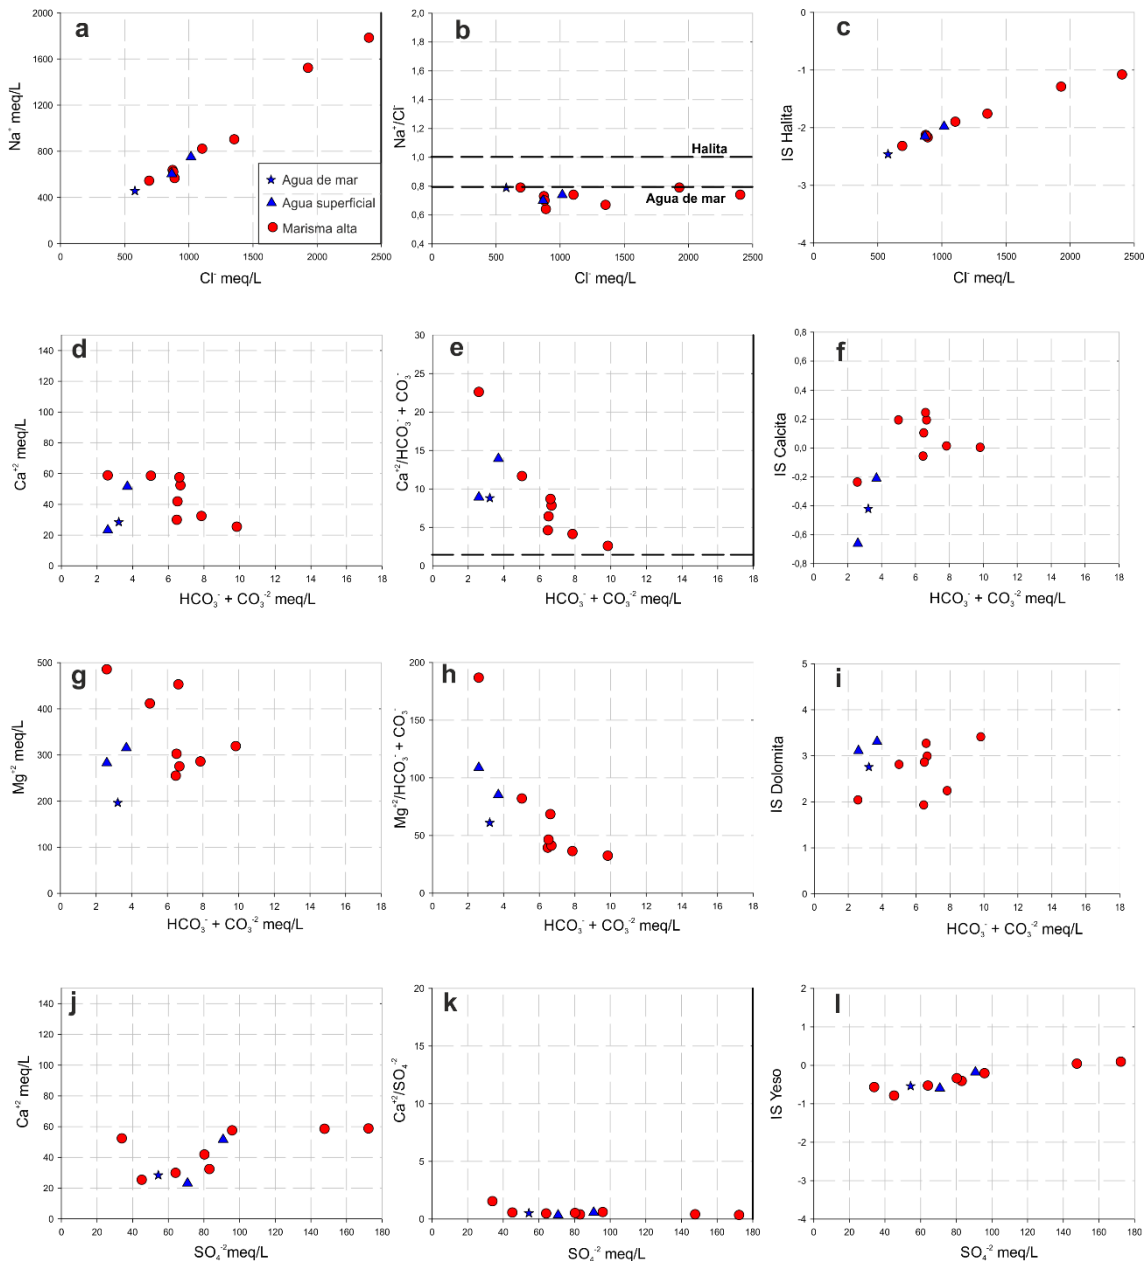 a
2000
1600
1200
800
400
0
Na⁺ meq/L
Agua de mar
Agua superficial
Marisma alta
0 500 1000 1500 2000 2500
Cl⁻ meq/L
b
2,0
1,8
1,6
1,4
1,2
1,0
0,8
0,6
0,4
Na⁺/Cl⁻
Halita
Agua de mar
0 500 1000 1500 2000 2500
Cl⁻ meq/L
c
0
-1
-2
-3
-4
IS Halita
0 500 1000 1500 2000 2500
Cl⁻ meq/L
d
140
120
100
80
60
40
20
0
Ca⁺² meq/L
0 2 4 6 8 10 12 14 16 18
HCO₃⁻ + CO₃⁻² meq/L
e
30
25
20
15
10
5
0
Ca⁺²/HCO₃⁻ + CO₃⁻
0 2 4 6 8 10 12 14 16 18
HCO₃⁻ + CO₃⁻² meq/L
f
0,8
0,6
0,4
0,2
0,0
-0,2
-0,4
-0,6
-0,8
IS Calcita
0 2 4 6 8 10 12 14 16 18
HCO₃⁻ + CO₃⁻² meq/L
g
500
400
300
200
100
0
Mg⁺² meq/L
0 2 4 6 8 10 12 14 16 18
HCO₃⁻ + CO₃⁻² meq/L
h
200
150
100
50
0
Mg⁺²/HCO₃⁻ + CO₃⁻
0 2 4 6 8 10 12 14 16 18
HCO₃⁻ + CO₃⁻² meq/L
i
5
4
3
2
1
0
IS Dolomita
0 2 4 6 8 10 12 14 16 18
HCO₃⁻ + CO₃⁻² meq/L
j
140
120
100
80
60
40
20
0
Ca⁺² meq/L
0 20 40 60 80 100 120 140 160 180
SO₄⁻² meq/L
k
20
15
10
5
0
Ca⁺²/SO₄⁻²
0 20 40 60 80 100 120 140 160 180
SO₄⁻² meq/L
l
2
1
0
-1
-2
-3
-4
IS Yeso
0 20 40 60 80 100 120 140 160 180
SO₄⁻² meq/L